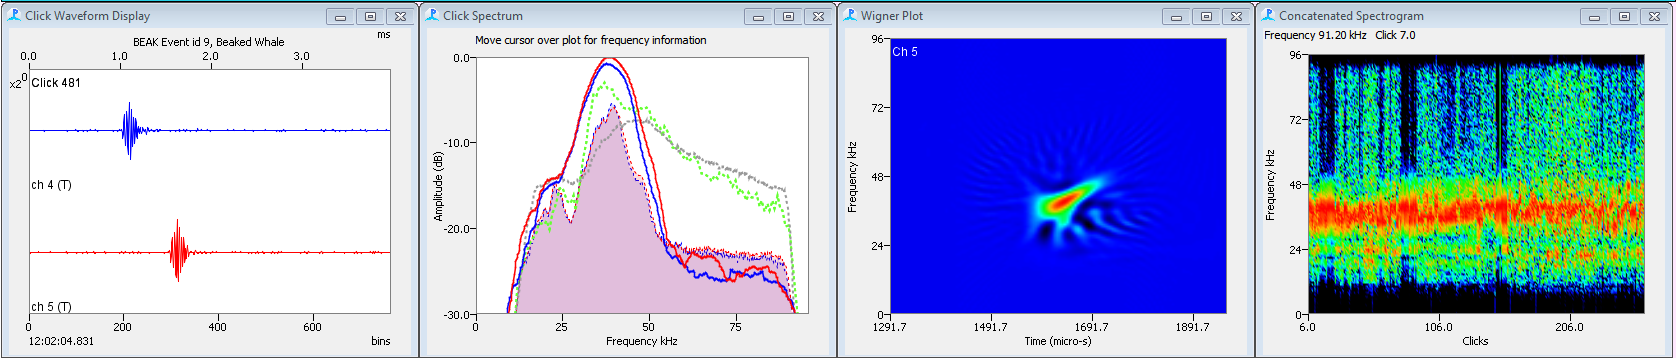 Click Waveform Display
ms
BEAK Event id 9, Beaked Whale
0.0 1.0 2.0 3.0
x2^0
Click 481
ch 4 (T)
ch 5 (T)
0 200 400 600
12:02:04.831 bins
Click Spectrum
Move cursor over plot for frequency information
0.0
-10.0
-20.0
-30.0
Amplitude (dB)
0 25 50 75
Frequency kHz
Wigner Plot
Ch 5
96
72
48
24
0
Frequency kHz
1291.7 1491.7 1691.7 1891.7
Time (micro-s)
Concatenated Spectrogram
Frequency 91.20 kHz Click 7.0
96
72
48
24
0
Frequency kHz
6.0 106.0 206.0
Clicks